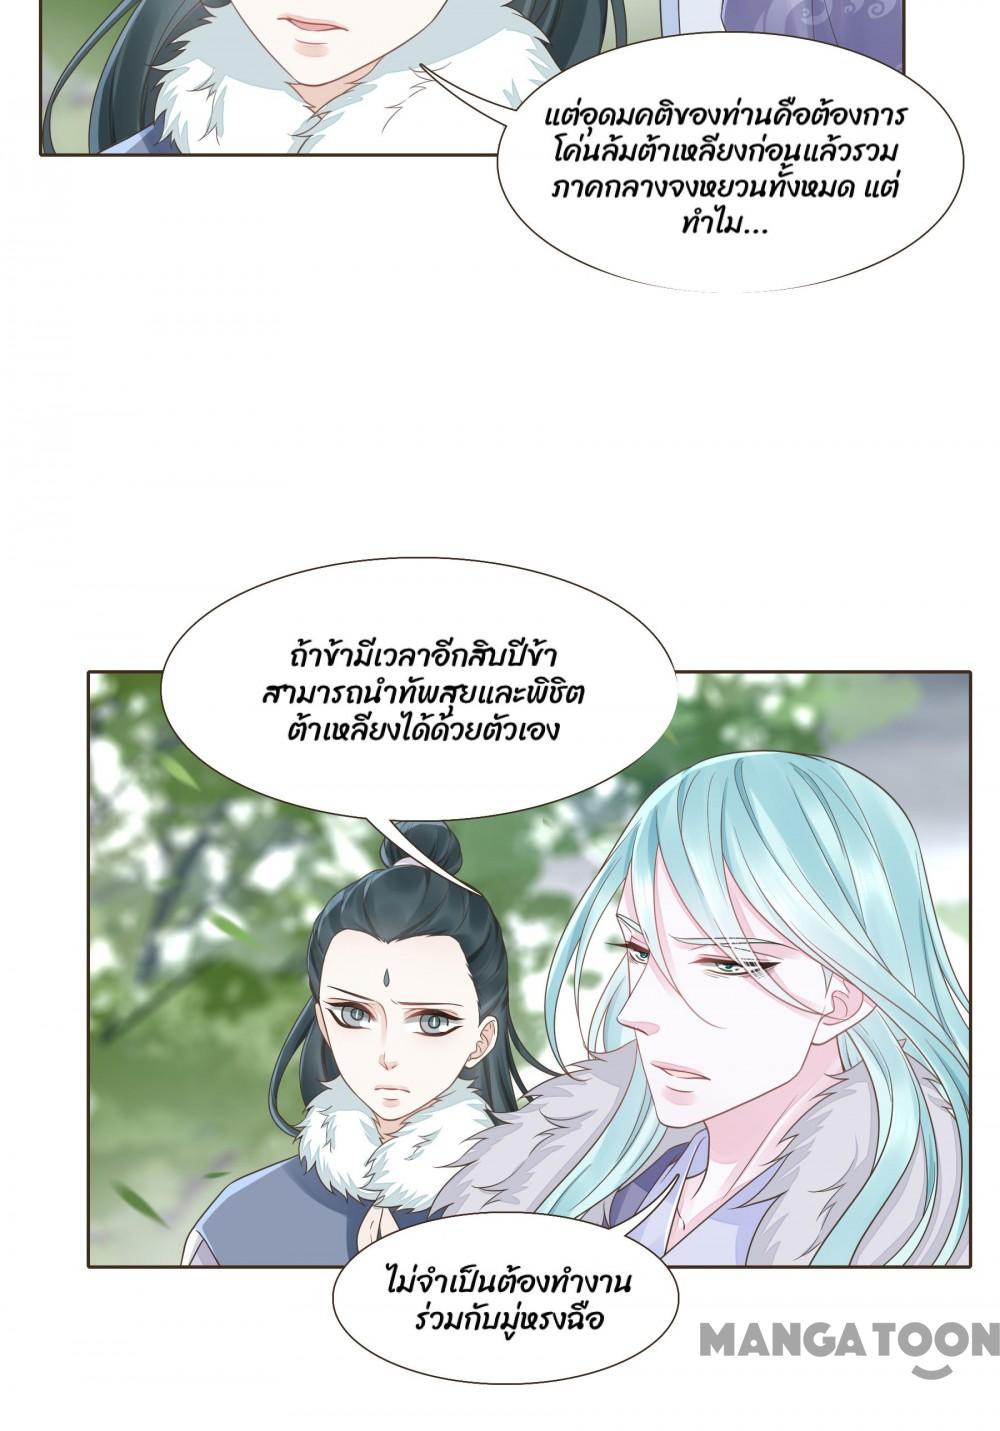 แต่อุดมคติของท่านคือต้องการ
โค่นล้มต้าเหลียงก่อนแล้วรวม
ภาคกลางจงหยวนทั้งหมด แต่
ทำไม...
ถ้าข้ามีเวลาอีกสิบปีข้า
สามารถนำทัพสุยและพิชิต
ต้าเหลียงได้ด้วยตัวเอง
ไม่จำเป็นต้องทำงาน
ร่วมกับมู่หรงฉือ
MANGATOON